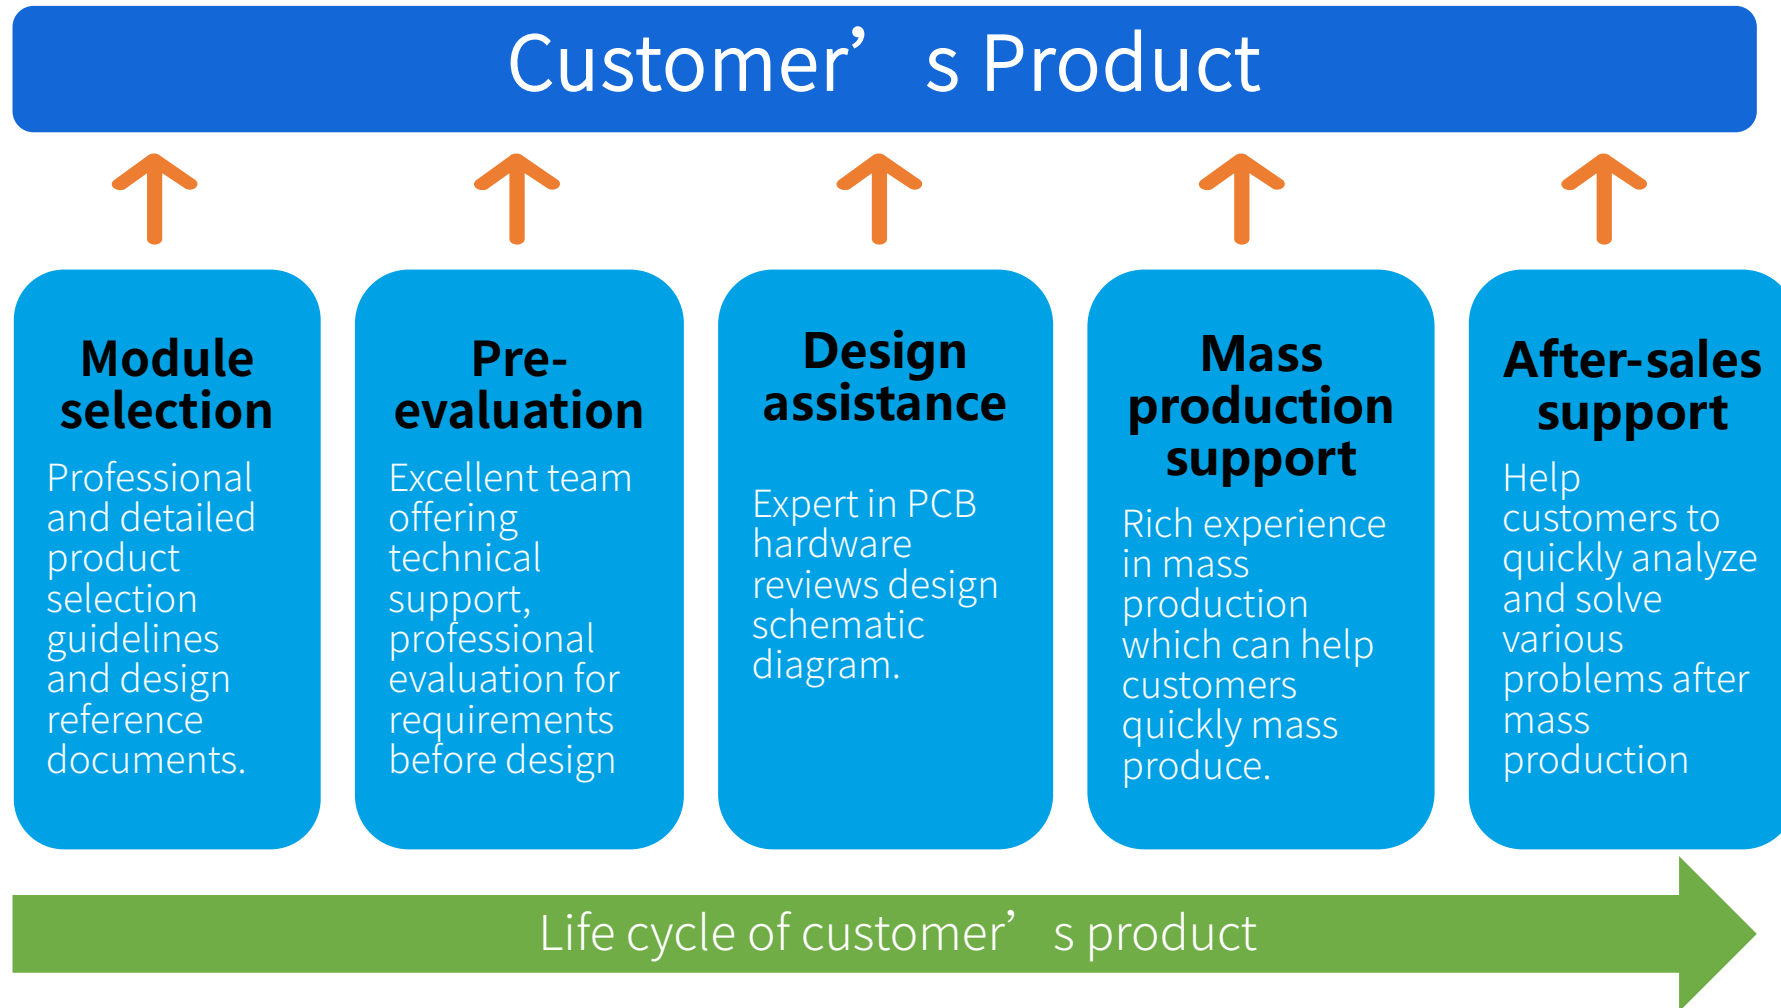 Customer’s Product
Module
selection
Professional
and detailed
product
selection
guidelines
and design
reference
documents.
Pre-
evaluation
Excellent team
offering
technical
support,
professional
evaluation for
requirements
before design
Design
assistance
Expert in PCB
hardware
reviews design
schematic
diagram.
Mass
production
support
Rich experience
in mass
production
which can help
customers
quickly mass
produce.
After-sales
support
Help
customers to
quickly analyze
and solve
various
problems after
mass
production
Life cycle of customer’s product